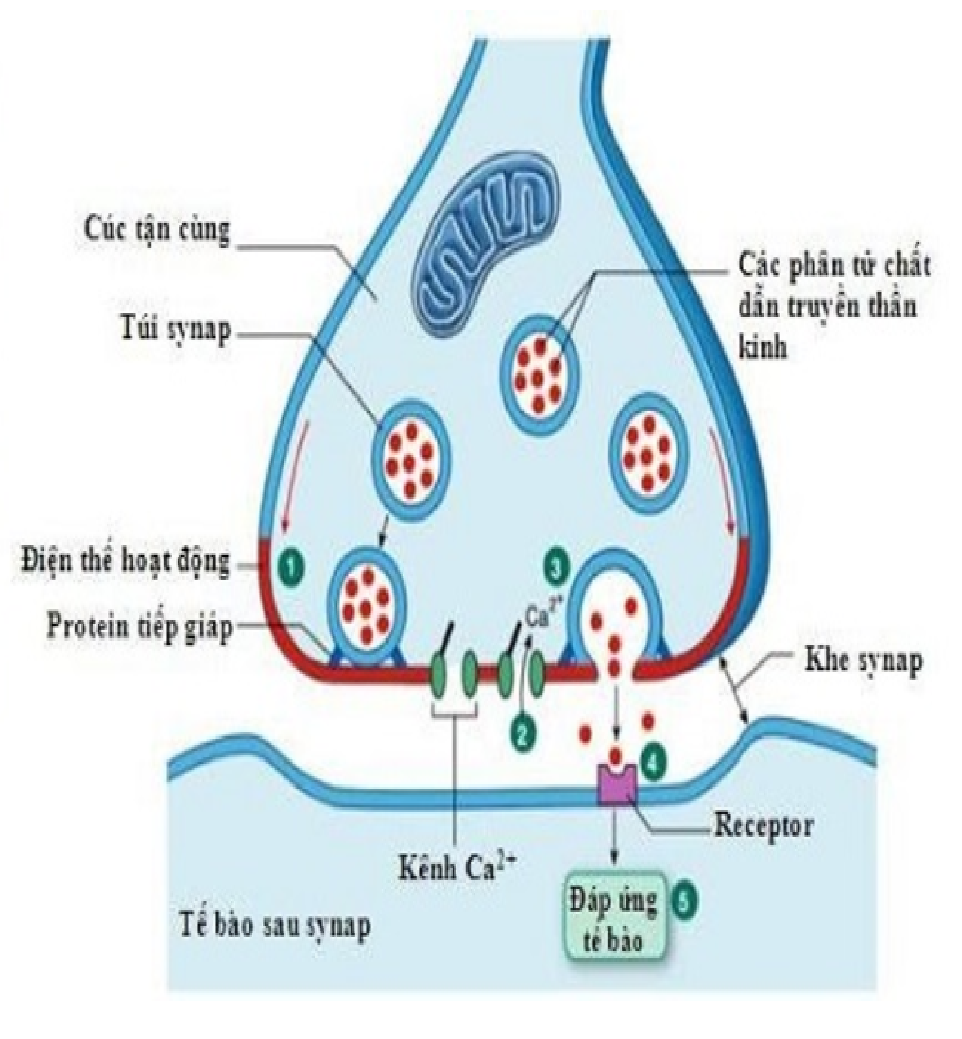 Cúc tận cùng
Túi synap
Các phân tử chất
dẫn truyền thần
kinh
Điện thế hoạt động
1
Protein tiếp giáp
3
Ca2+
Khe synap
2
4
Receptor
Kênh Ca2+
Đáp ứng
tế bào
5
Tế bào sau synap